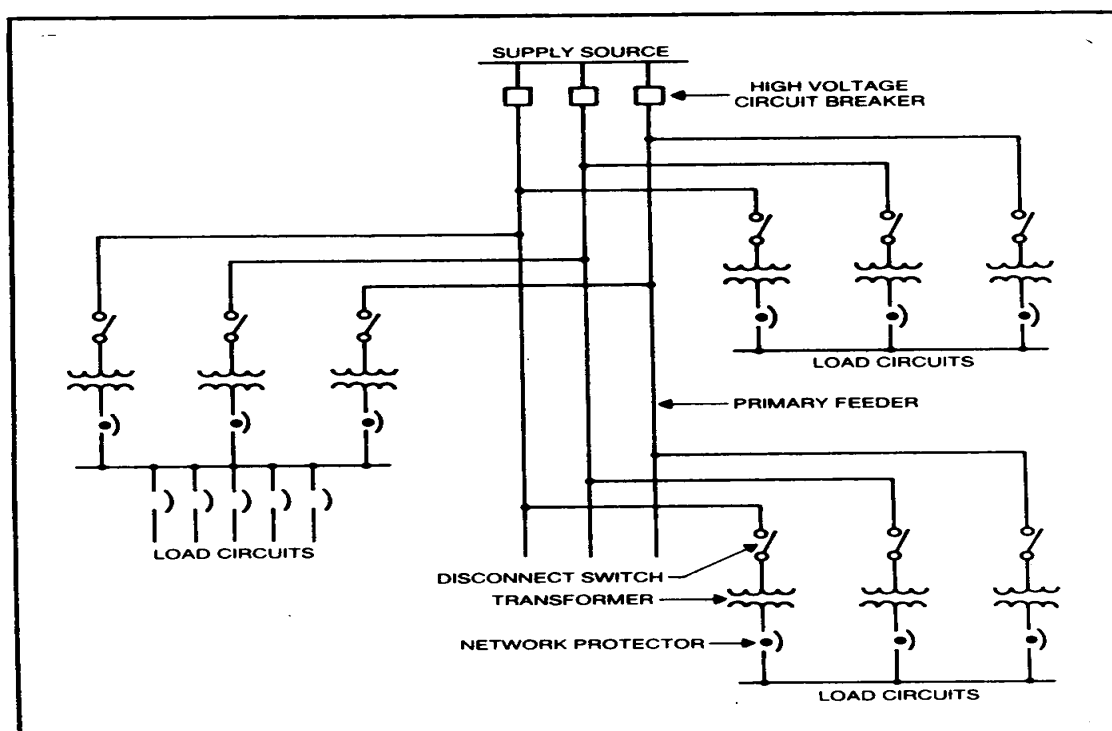 SUPPLY SOURCE
HIGH VOLTAGE
CIRCUIT BREAKER
LOAD CIRCUITS
PRIMARY FEEDER
LOAD CIRCUITS
DISCONNECT SWITCH
TRANSFORMER
NETWORK PROTECTOR
LOAD CIRCUITS